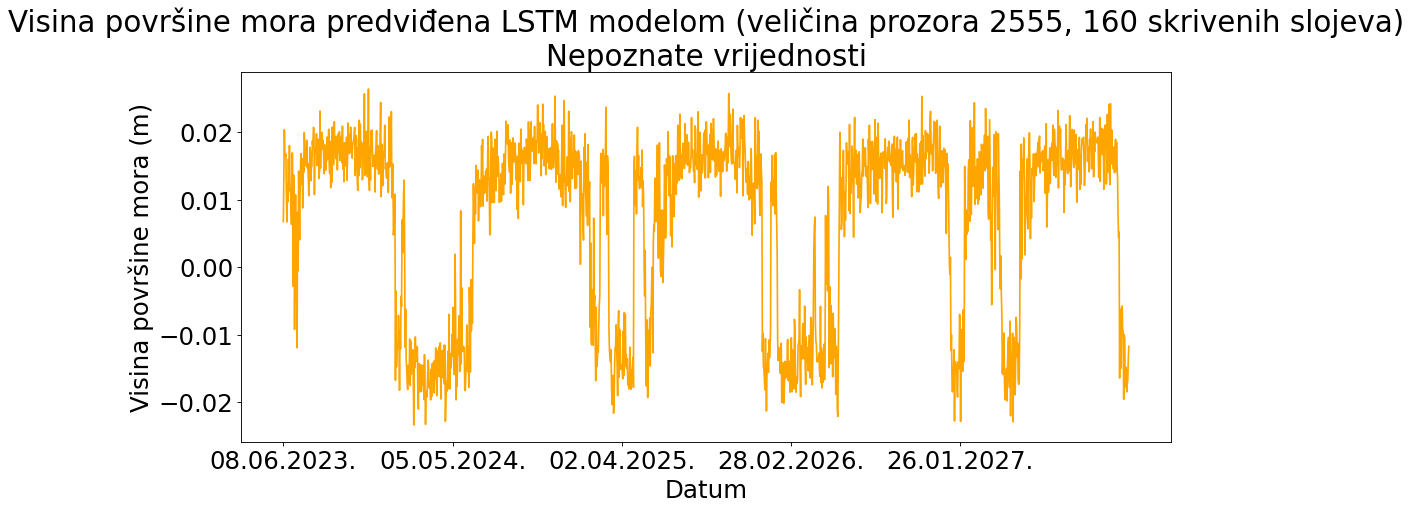 Visina površine mora predviđena LSTM modelom (veličina prozora 2555, 160 skrivenih slojeva)
Nepoznate vrijednosti
Visina površine mora (m)
0.02
0.01
0.00
−0.01
−0.02
08.06.2023. 05.05.2024. 02.04.2025. 28.02.2026. 26.01.2027.
Datum